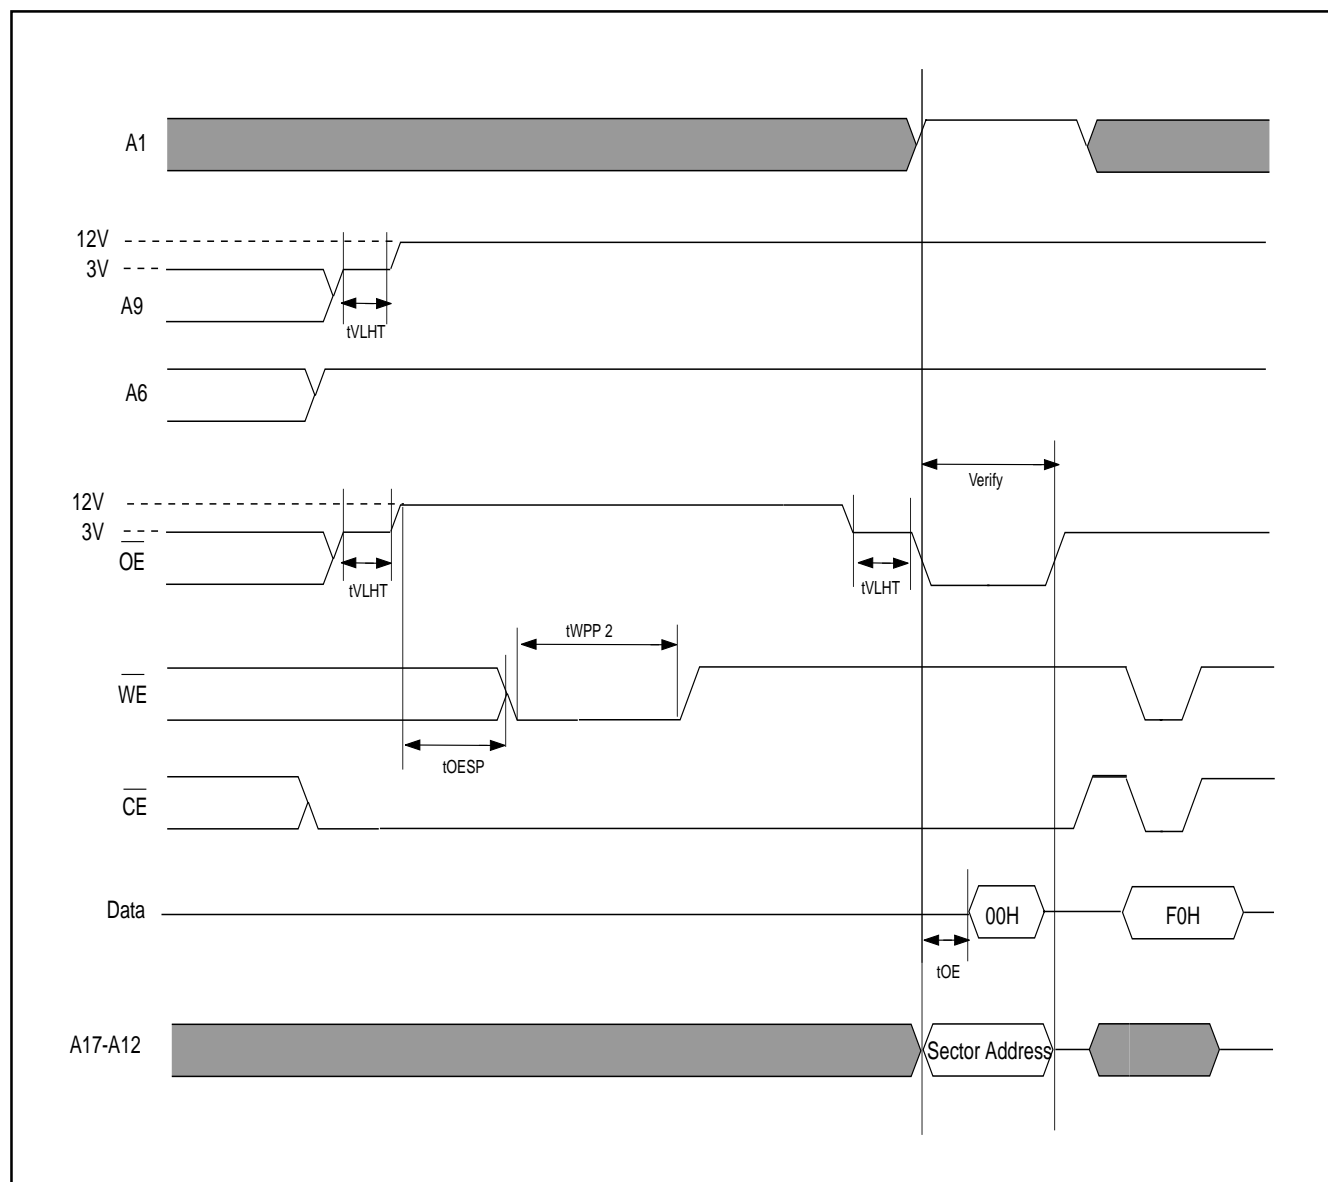 A1
12V
3V
A9
tVLHT
A6
Verify
12V
3V
OE
tVLHT
tVLHT
tWPP 2
WE
tOESP
CE
Data
00H
F0H
tOE
A17-A12
Sector Address